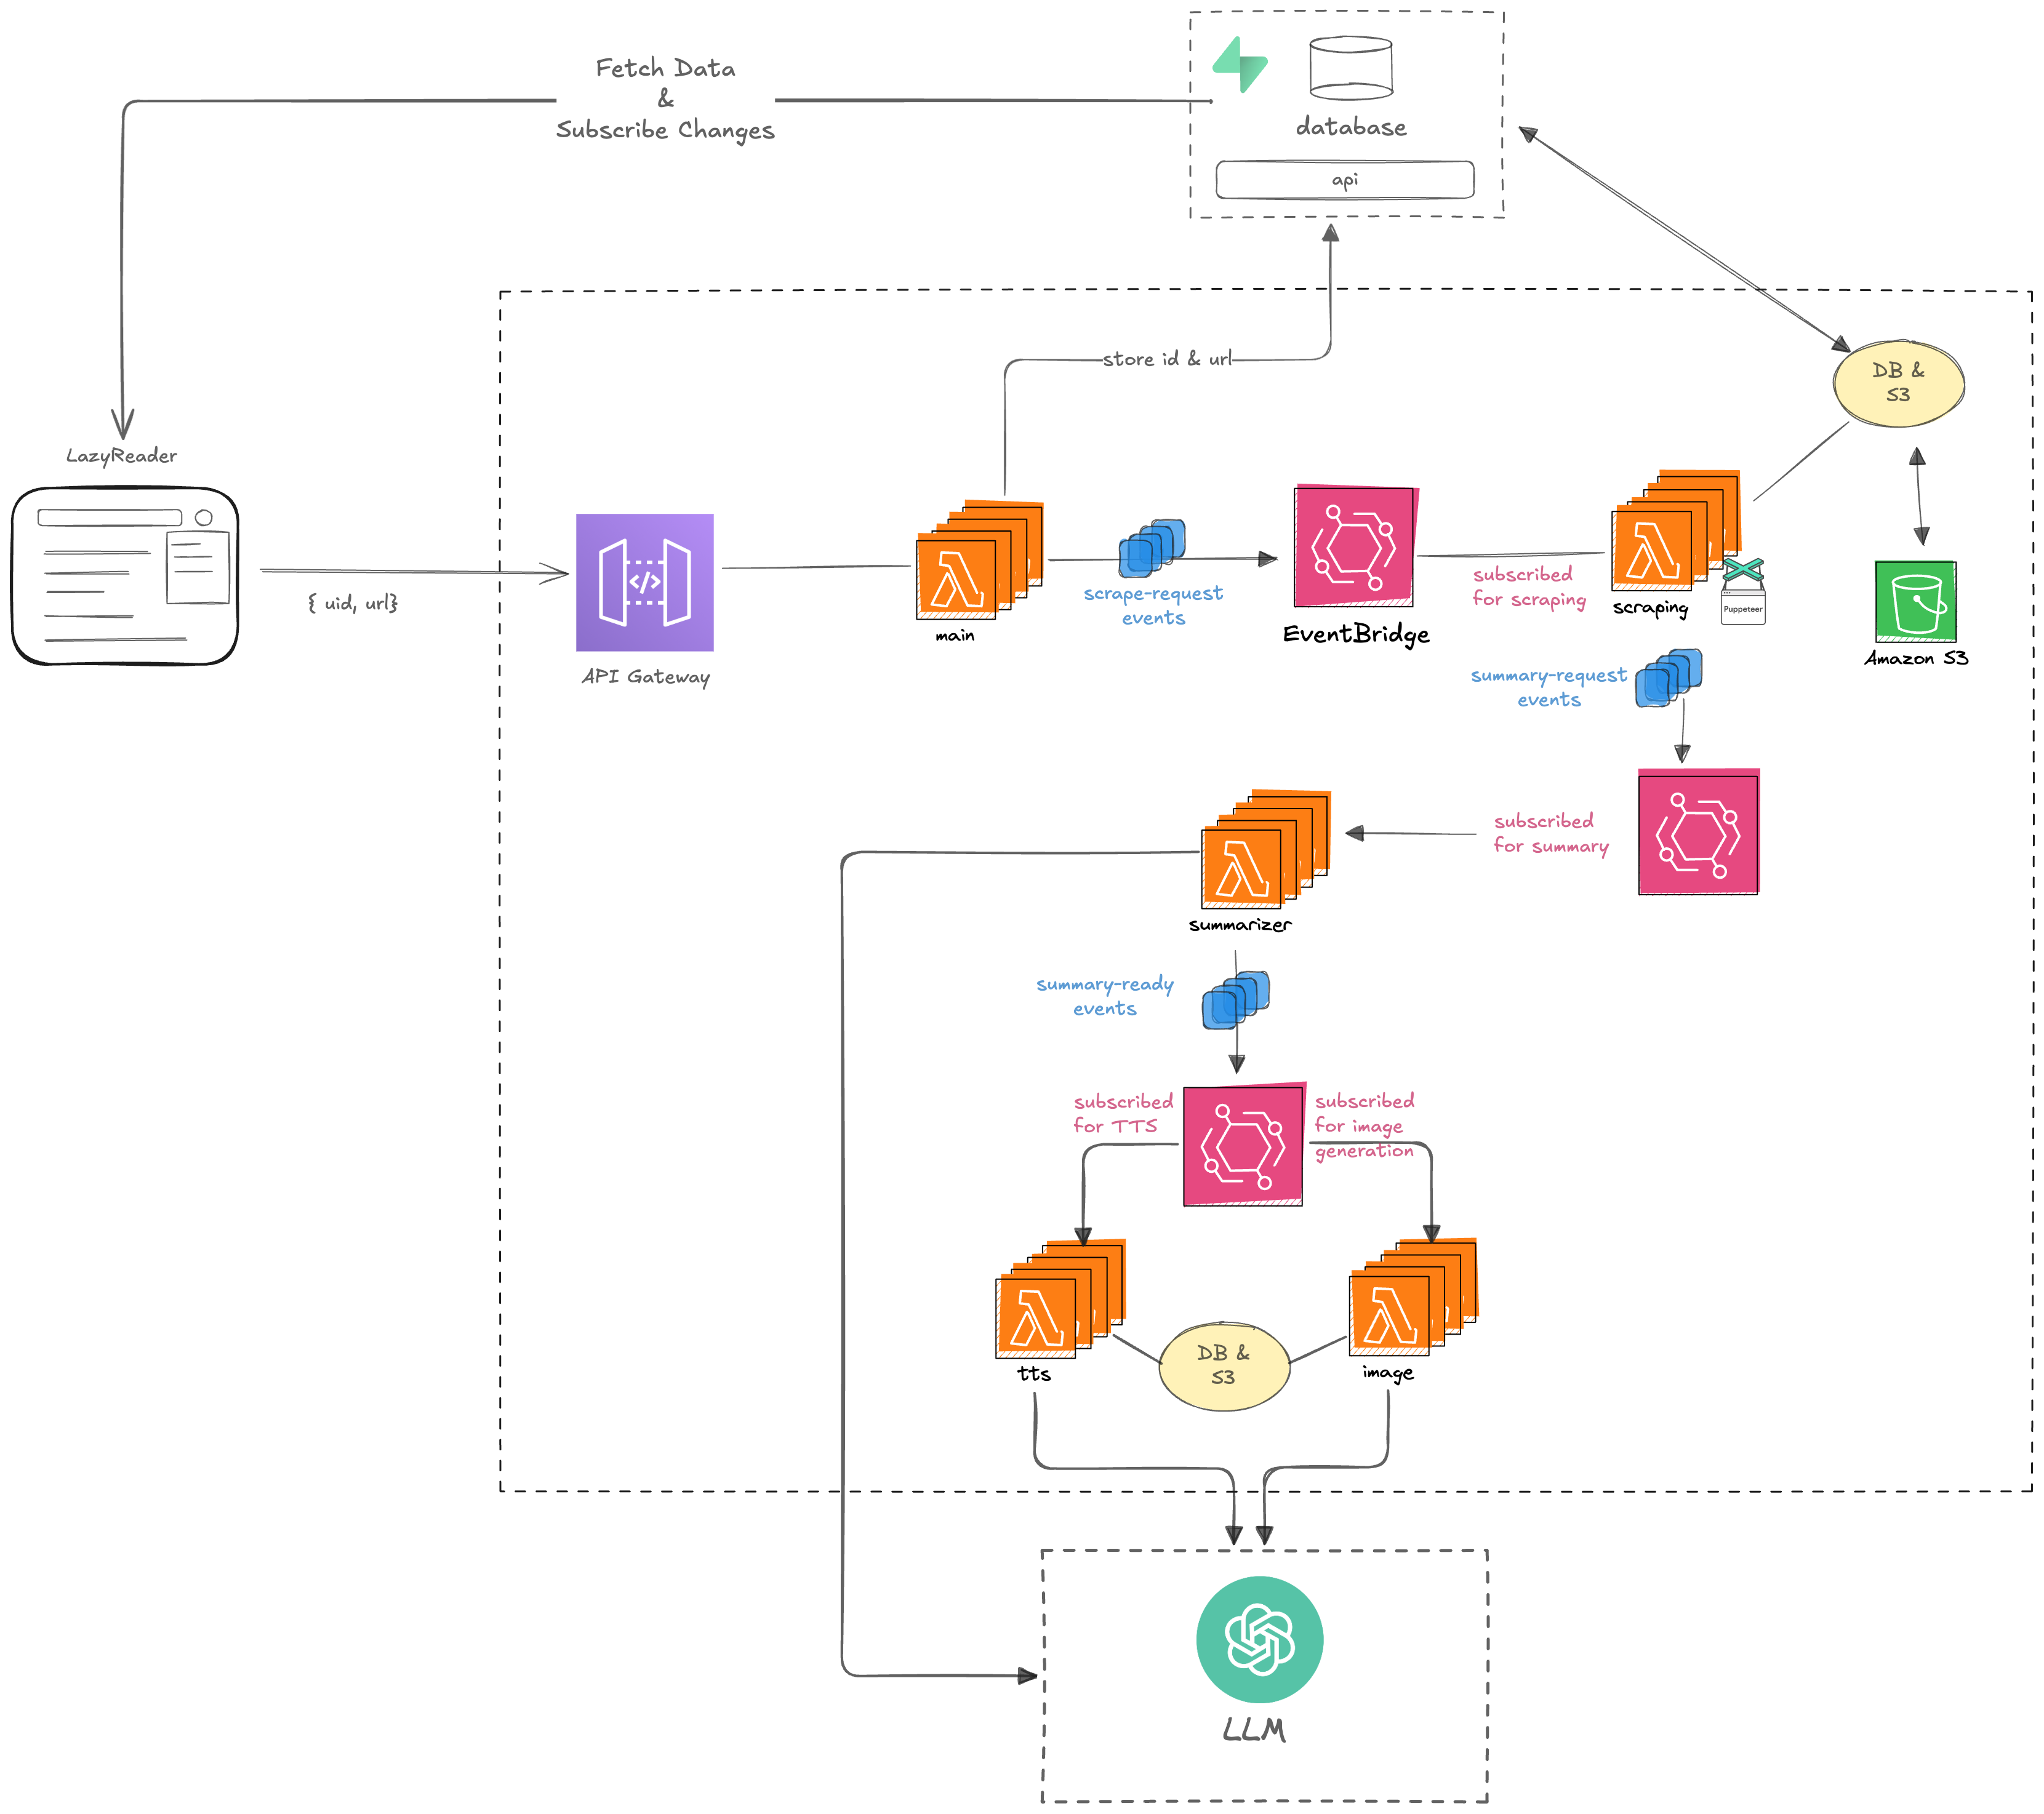 Fetch Data
&
Subscribe Changes
database
api
store id & url
DB &
S3
LazyReader
{ uid, url}
API Gateway
main
scrape-request
events
EventBridge
subscribed
for scraping
scraping
Puppeteer
Amazon S3
summary-request
events
subscribed
for summary
summarizer
summary-ready
events
subscribed
for TTS
subscribed
for image
generation
tts
DB &
S3
image
LLM